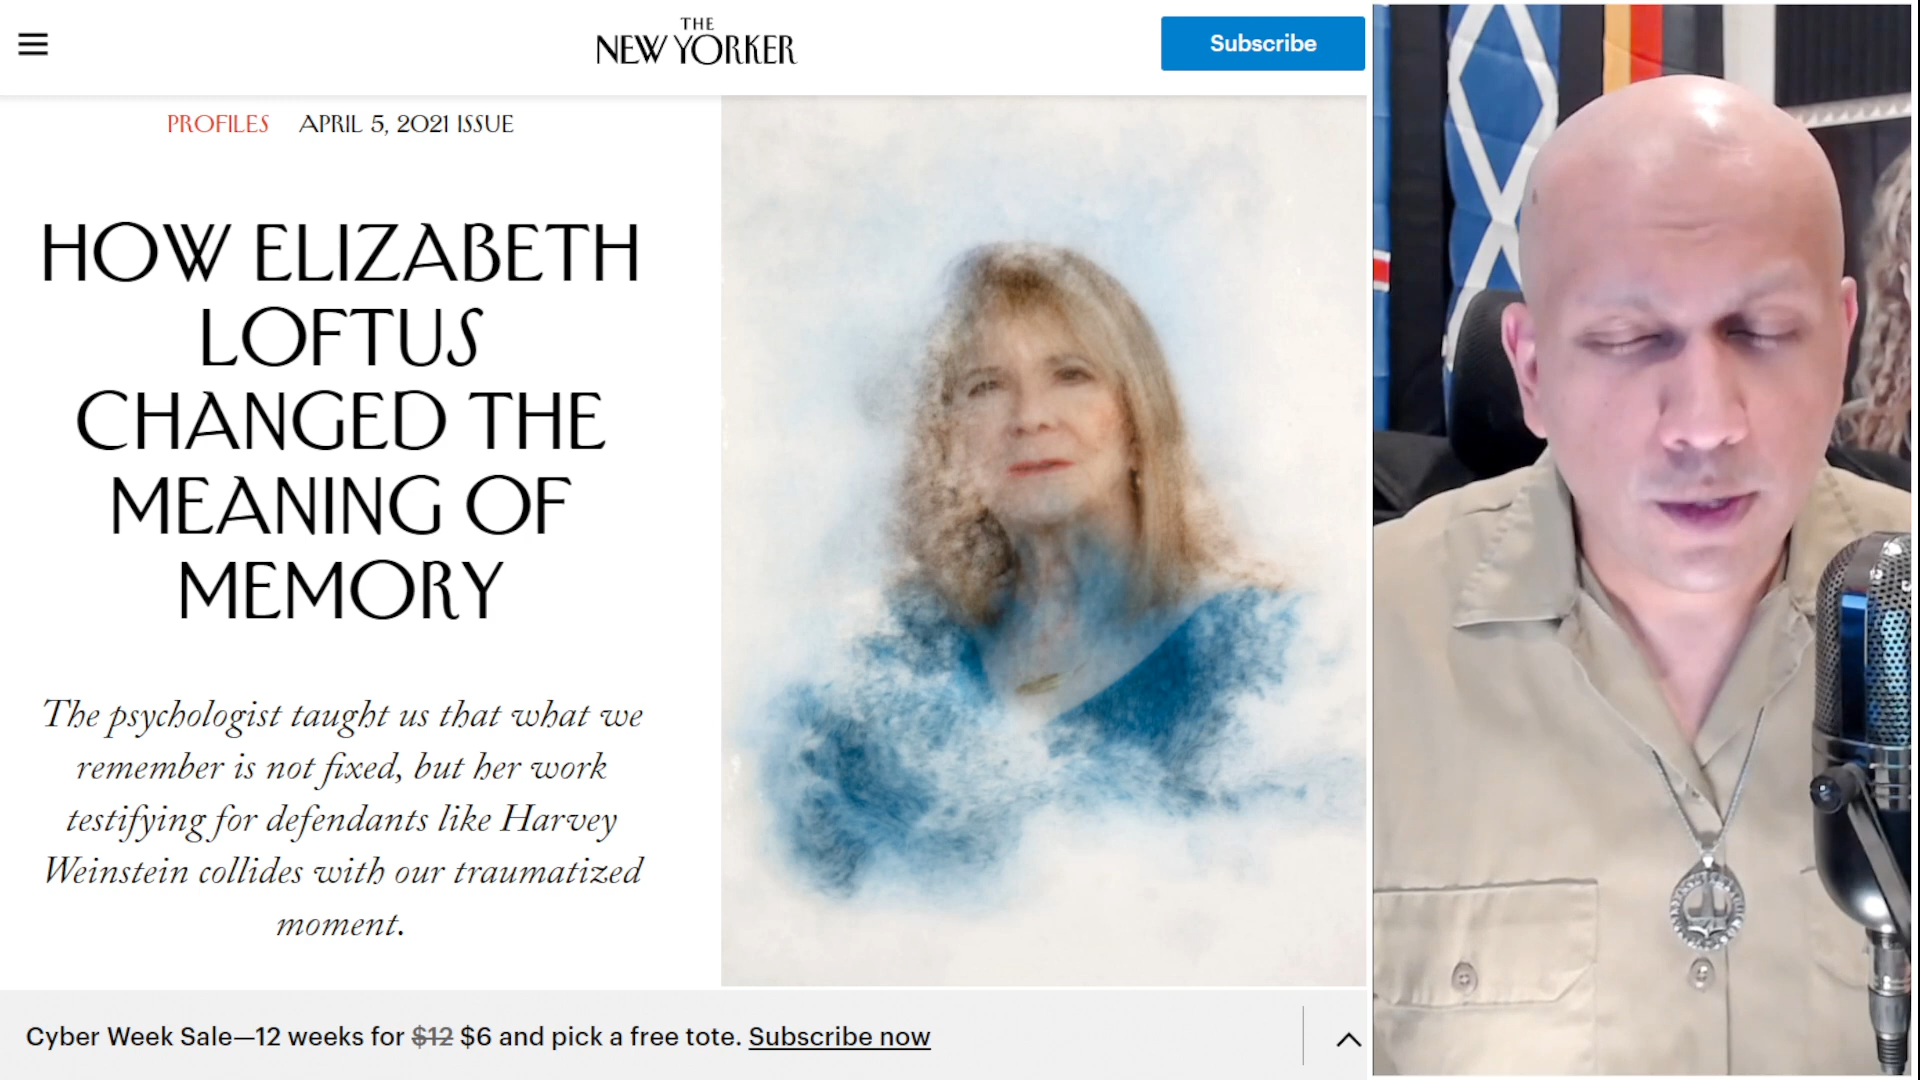 THE
NEW YORKER
Subscribe
PROFILES APRIL 5, 2021 ISSUE
HOW ELIZABETH
LOFTUS
CHANGED THE
MEANING OF
MEMORY
The psychologist taught us that what we
remember is not fixed, but her work
testifying for defendants like Harvey
Weinstein collides with our traumatized
moment.
Cyber Week Sale—12 weeks for $12 $6 and pick a free tote. Subscribe now